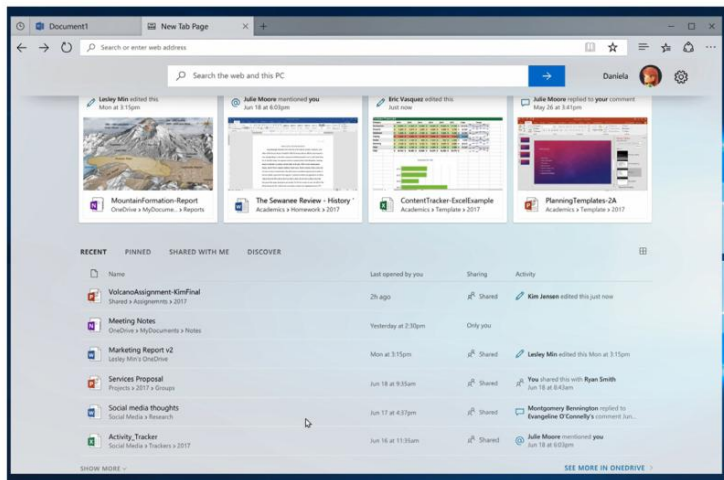 Document1
New Tab Page
Search or enter web address
Search the web and this PC
Daniela
Lesley Min edited this
Mon at 3:15pm
Julie Moore mentioned you
Jun 18 at 6:03pm
Eric Vasquez edited this
Just now
Julie Moore replied to your comment
May 26 at 3:41pm
MountainFormation-Report
OneDrive > MyDocume... > Reports
The Sewanee Review - History
Academics > Homework > 2017
ContentTracker-ExcelExample
Academics > Template > 2017
PlanningTemplates-2A
Academics > Template > 2017
RECENT PINNED SHARED WITH ME DISCOVER
Name Last opened by you Sharing Activity
VolcanoAssignment-KimFinal
Shared > Assignemnts > 2017
2h ago Shared Kim Jensen edited this just now
Meeting Notes
OneDrive > MyDocuments > Notes
Yesterday at 2:30pm Only you
Marketing Report v2
Lesley Min's OneDrive
Mon at 3:15pm Shared Lesley Min edited this Mon at 3:15pm
Services Proposal
Projects > 2017 > Groups
Jun 18 at 9:35am Shared You shared this with Ryan Smith
Jun 18 at 6:43am
Social media thoughts
Social Media > Research
Jun 17 at 4:37pm Shared Montgomery Bennington replied to
Evangeline O'Connelly's comment Jun...
Activity_Tracker
Social Media > Trackers > 2017
Jun 16 at 11:35am Shared Julie Moore mentioned you
Jun 18 at 6:03pm
SHOW MORE
SEE MORE IN ONEDRIVE